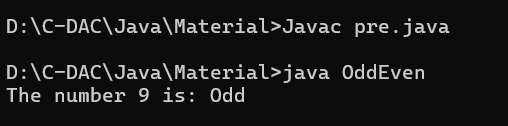 D:\C-DAC\Java\Material>Javac pre.java
D:\C-DAC\Java\Material>java OddEven
The number 9 is: Odd